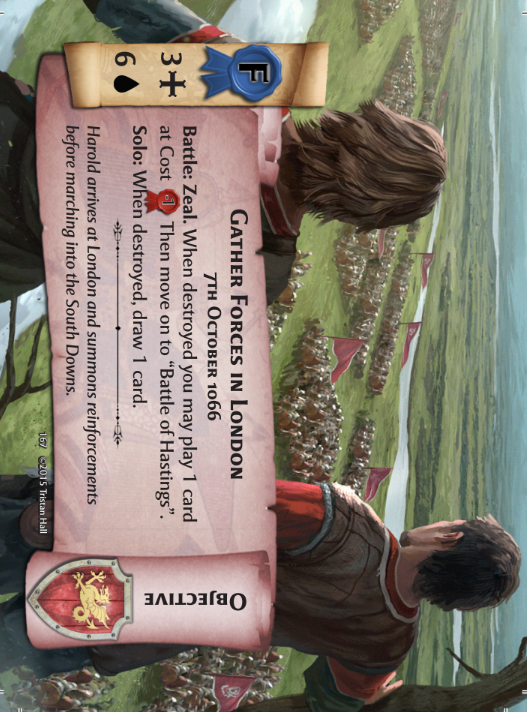 F
3
6
GATHER FORCES IN LONDON
7TH OCTOBER 1066
Battle: Zeal. When destroyed you may play 1 card
at Cost 1 Then move on to "Battle of Hastings".
Solo: When destroyed, draw 1 card.
Harold arrives at London and summons reinforcements
before marching into the South Downs.
167 ©2015 Tristan Hall
OBJECTIVE